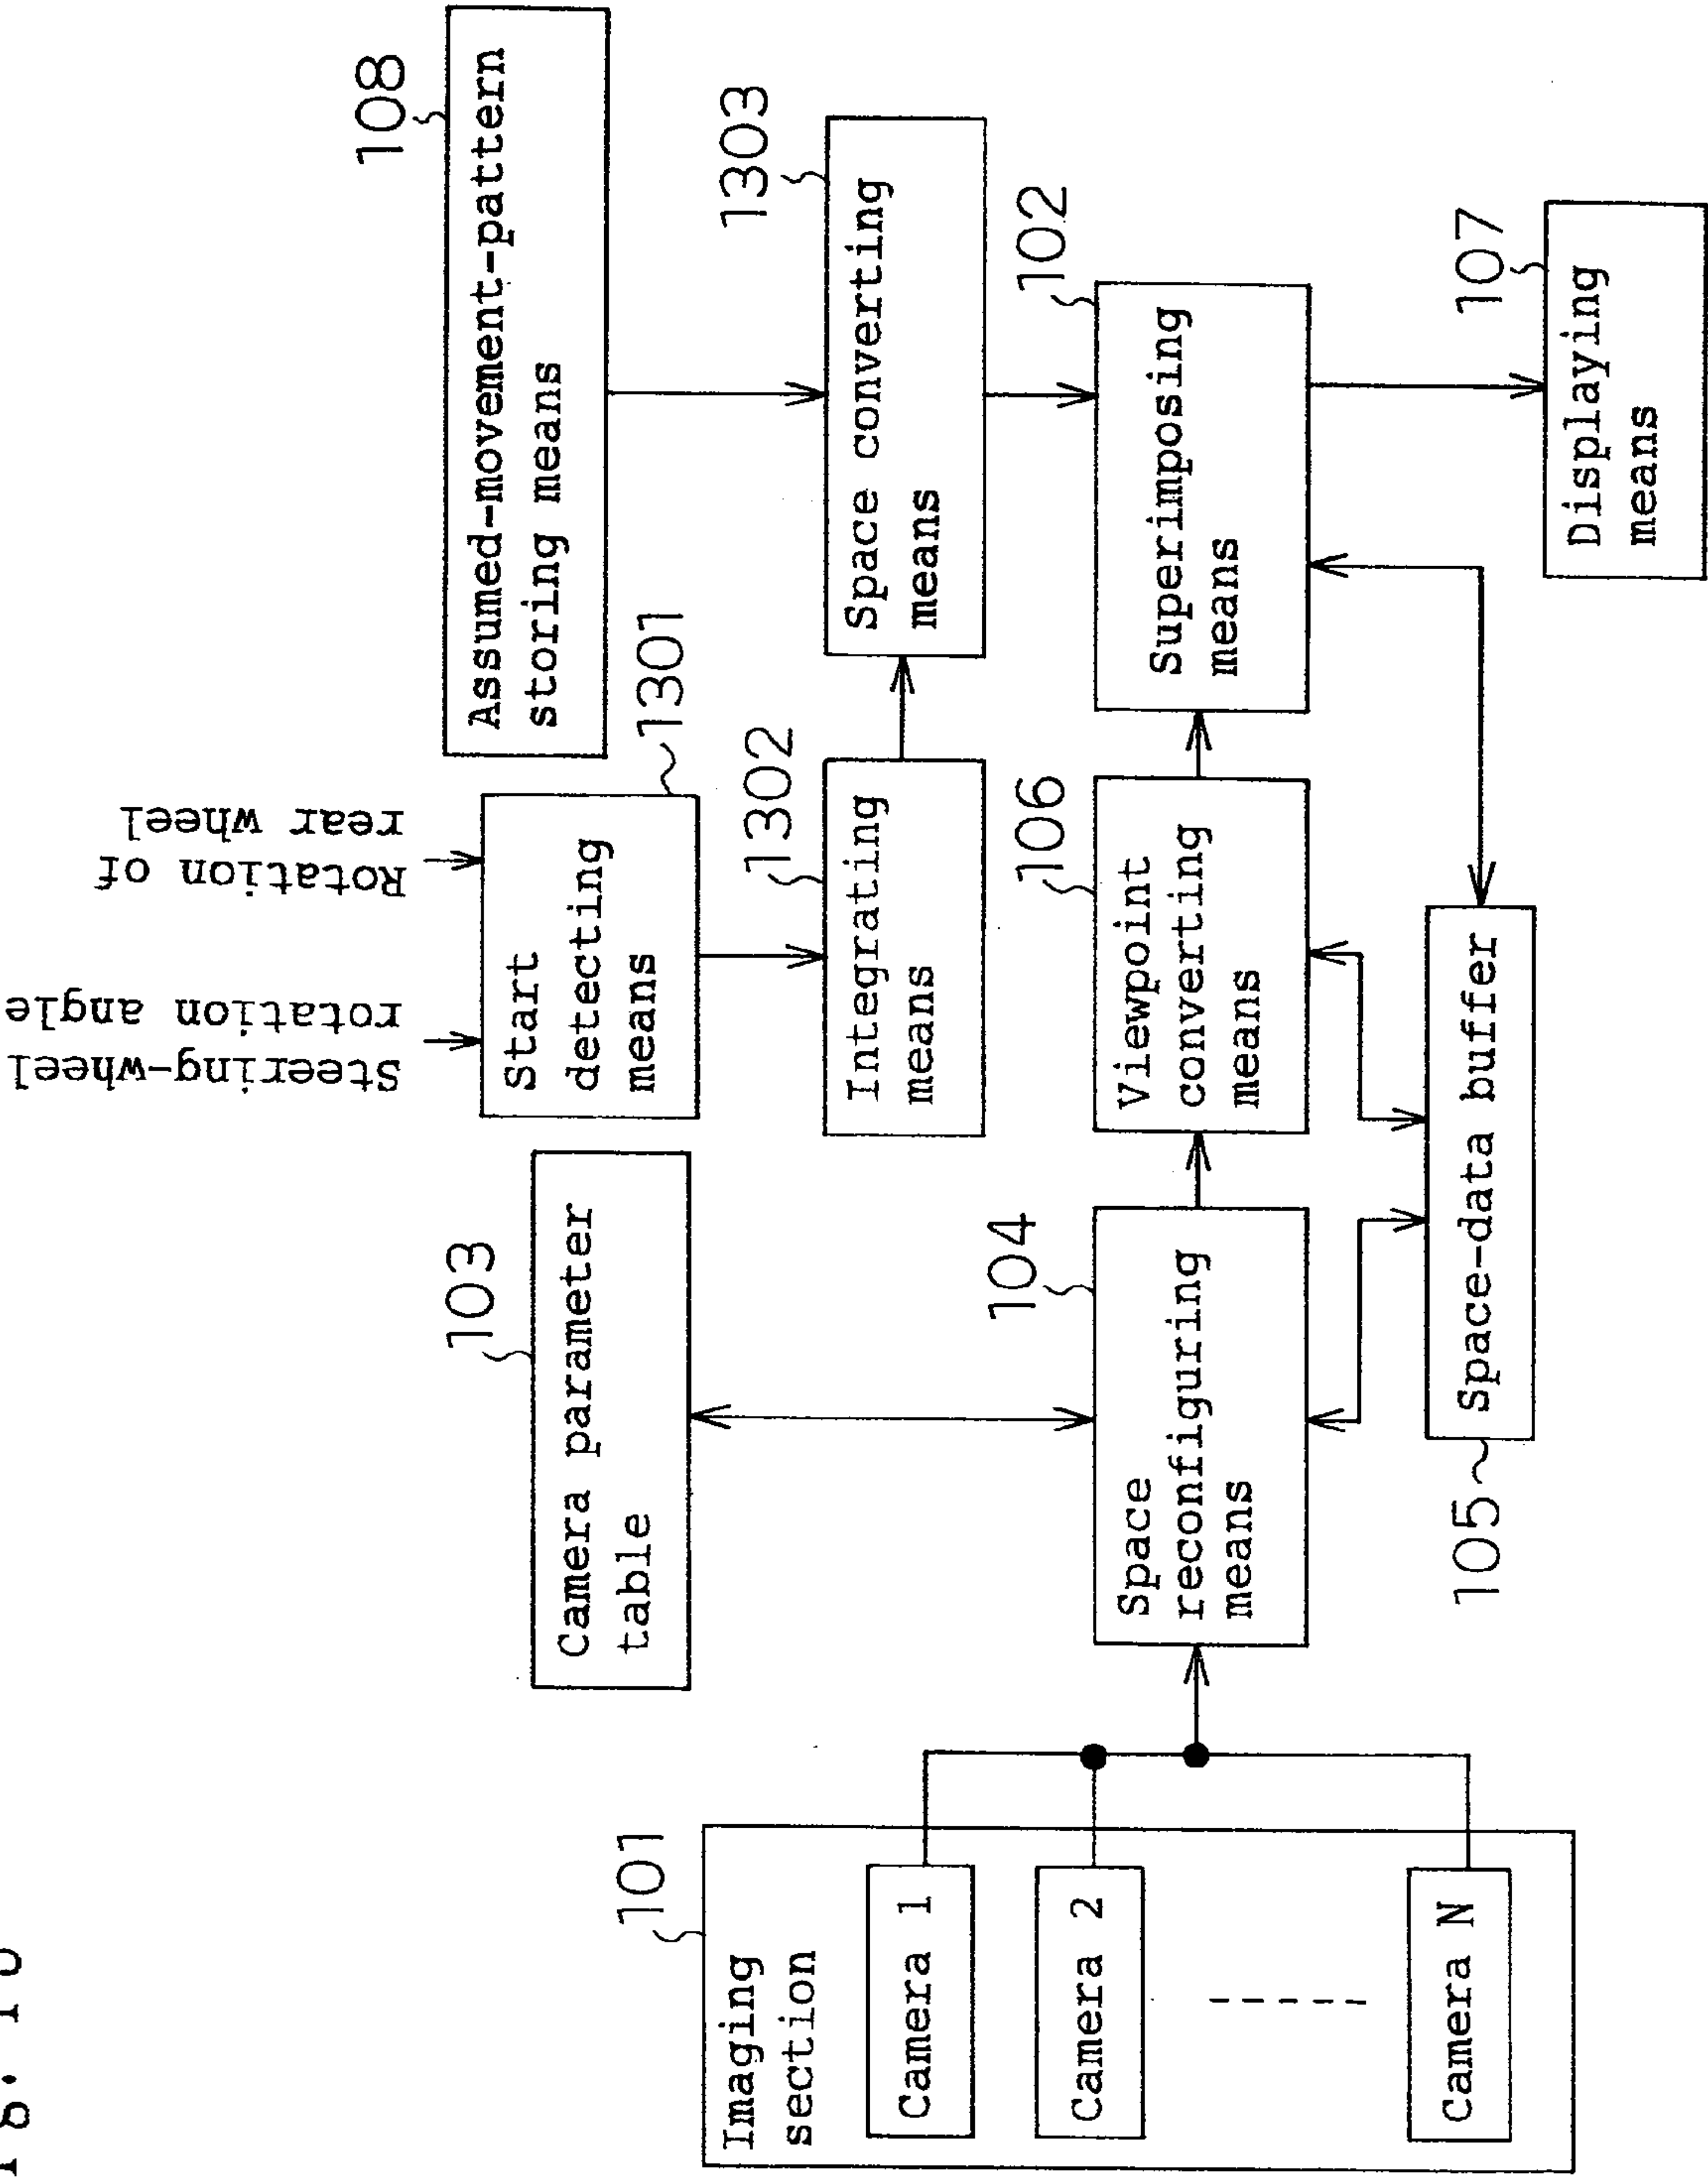 108
Assumed-movement-pattern
storing means
Steering-wheel
rotation angle
Rotation of
rear wheel
1301
Start
detecting
means
103
Camera parameter
table
1302
Integrating
means
1303
Space converting
means
101
Imaging
section
Camera 1
Camera 2
Camera N
104
Space
reconfiguring
means
106
Viewpoint
converting
means
102
Superimposing
means
105
Space-data buffer
107
Displaying
means